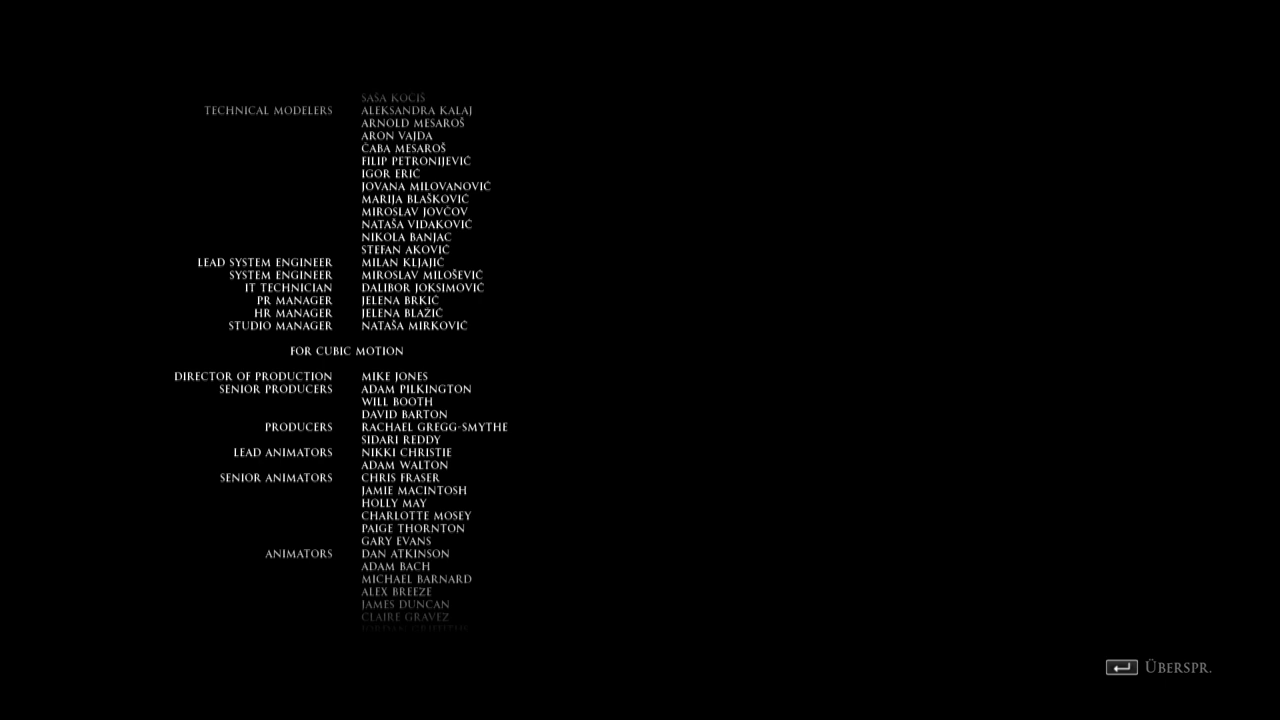 SAŠA KOCIŠ
TECHNICAL MODELERS ALEKSANDRA KALAJ
ARNOLD MESAROŠ
ARON VAJDA
ČABA MESAROŠ
FILIP PETRONIJEVIĆ
IGOR ERIĆ
JOVANA MILOVANOVIĆ
MARIJA BLAŠKOVIĆ
MIROSLAV JOVČOV
NATAŠA VIDAKOVIĆ
NIKOLA BANJAC
STEFAN AKOVIĆ
LEAD SYSTEM ENGINEER MILAN KLJAJIĆ
SYSTEM ENGINEER MIROSLAV MILOŠEVIĆ
IT TECHNICIAN DALIBOR JOKSIMOVIĆ
PR MANAGER JELENA BRKIĆ
HR MANAGER JELENA BLAŽIĆ
STUDIO MANAGER NATAŠA MIRKOVIĆ
FOR CUBIC MOTION
DIRECTOR OF PRODUCTION MIKE JONES
SENIOR PRODUCERS ADAM PILKINGTON
WILL BOOTH
DAVID BARTON
PRODUCERS RACHAEL GREGG-SMYTHE
SIDARI REDDY
LEAD ANIMATORS NIKKI CHRISTIE
ADAM WALTON
SENIOR ANIMATORS CHRIS FRASER
JAMIE MACINTOSH
HOLLY MAY
CHARLOTTE MOSEY
PAIGE THORNTON
GARY EVANS
ANIMATORS DAN ATKINSON
ADAM BACH
MICHAEL BARNARD
ALEX BREEZE
JAMES DUNCAN
CLAIRE GRAVEZ
ÜBERSPR.